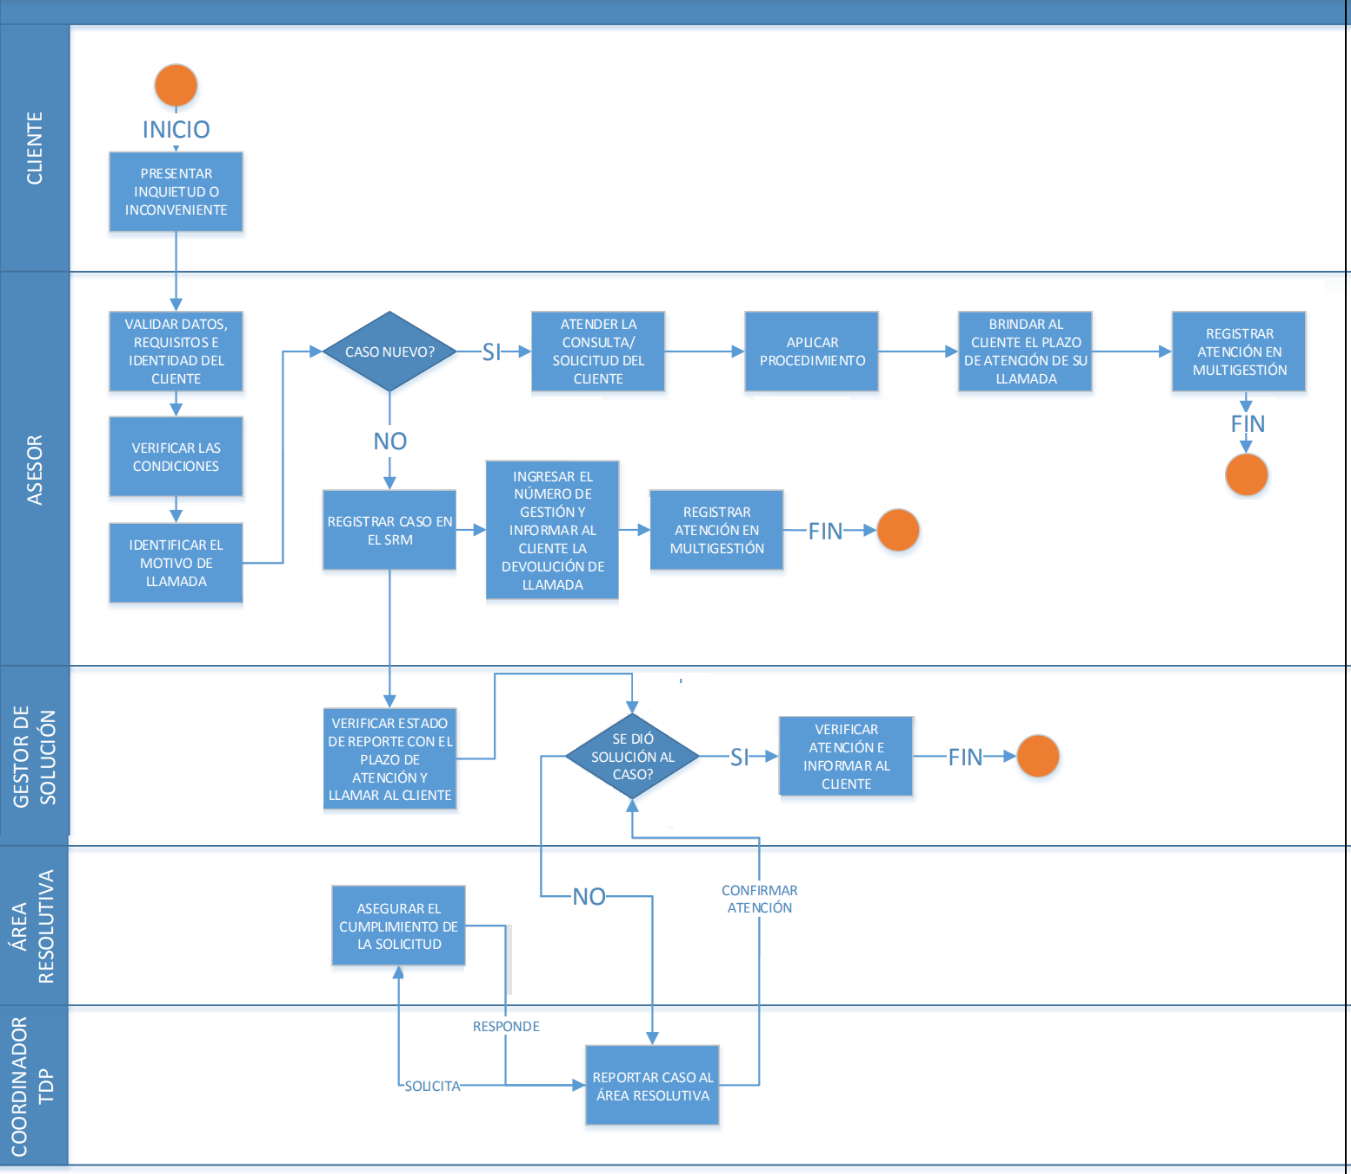 CLIENTE
INICIO
PRESENTAR
INQUIETUD O
INCONVENIENTE
ASESOR
VALIDAR DATOS,
REQUISITOS E
IDENTIDAD DEL
CLIENTE
VERIFICAR LAS
CONDICIONES
IDENTIFICAR EL
MOTIVO DE
LLAMADA
CASO NUEVO?
SI
ATENDER LA
CONSULTA/
SOLICITUD DEL
CLIENTE
APLICAR
PROCEDIMIENTO
BRINDAR AL
CLIENTE EL PLAZO
DE ATENCIÓN DE SU
LLAMADA
REGISTRAR
ATENCIÓN EN
MULTIGESTIÓN
FIN
NO
REGISTRAR CASO EN
EL SRM
INGRESAR EL
NÚMERO DE
GESTIÓN Y
INFORMAR AL
CLIENTE LA
DEVOLUCIÓN DE
LLAMADA
REGISTRAR
ATENCIÓN EN
MULTIGESTIÓN
FIN
GESTOR DE
SOLUCIÓN
VERIFICAR ESTADO
DE REPORTE CON EL
PLAZO DE
ATENCIÓN Y
LLAMAR AL CLIENTE
SE DIÓ
SOLUCIÓN AL
CASO?
SI
VERIFICAR
ATENCIÓN E
INFORMAR AL
CLIENTE
FIN
ÁREA
RESOLUTIVA
ASEGURAR EL
CUMPLIMIENTO DE
LA SOLICITUD
NO
CONFIRMAR
ATENCIÓN
COORDINADOR
TDP
RESPONDE
SOLICITA
REPORTAR CASO AL
ÁREA RESOLUTIVA